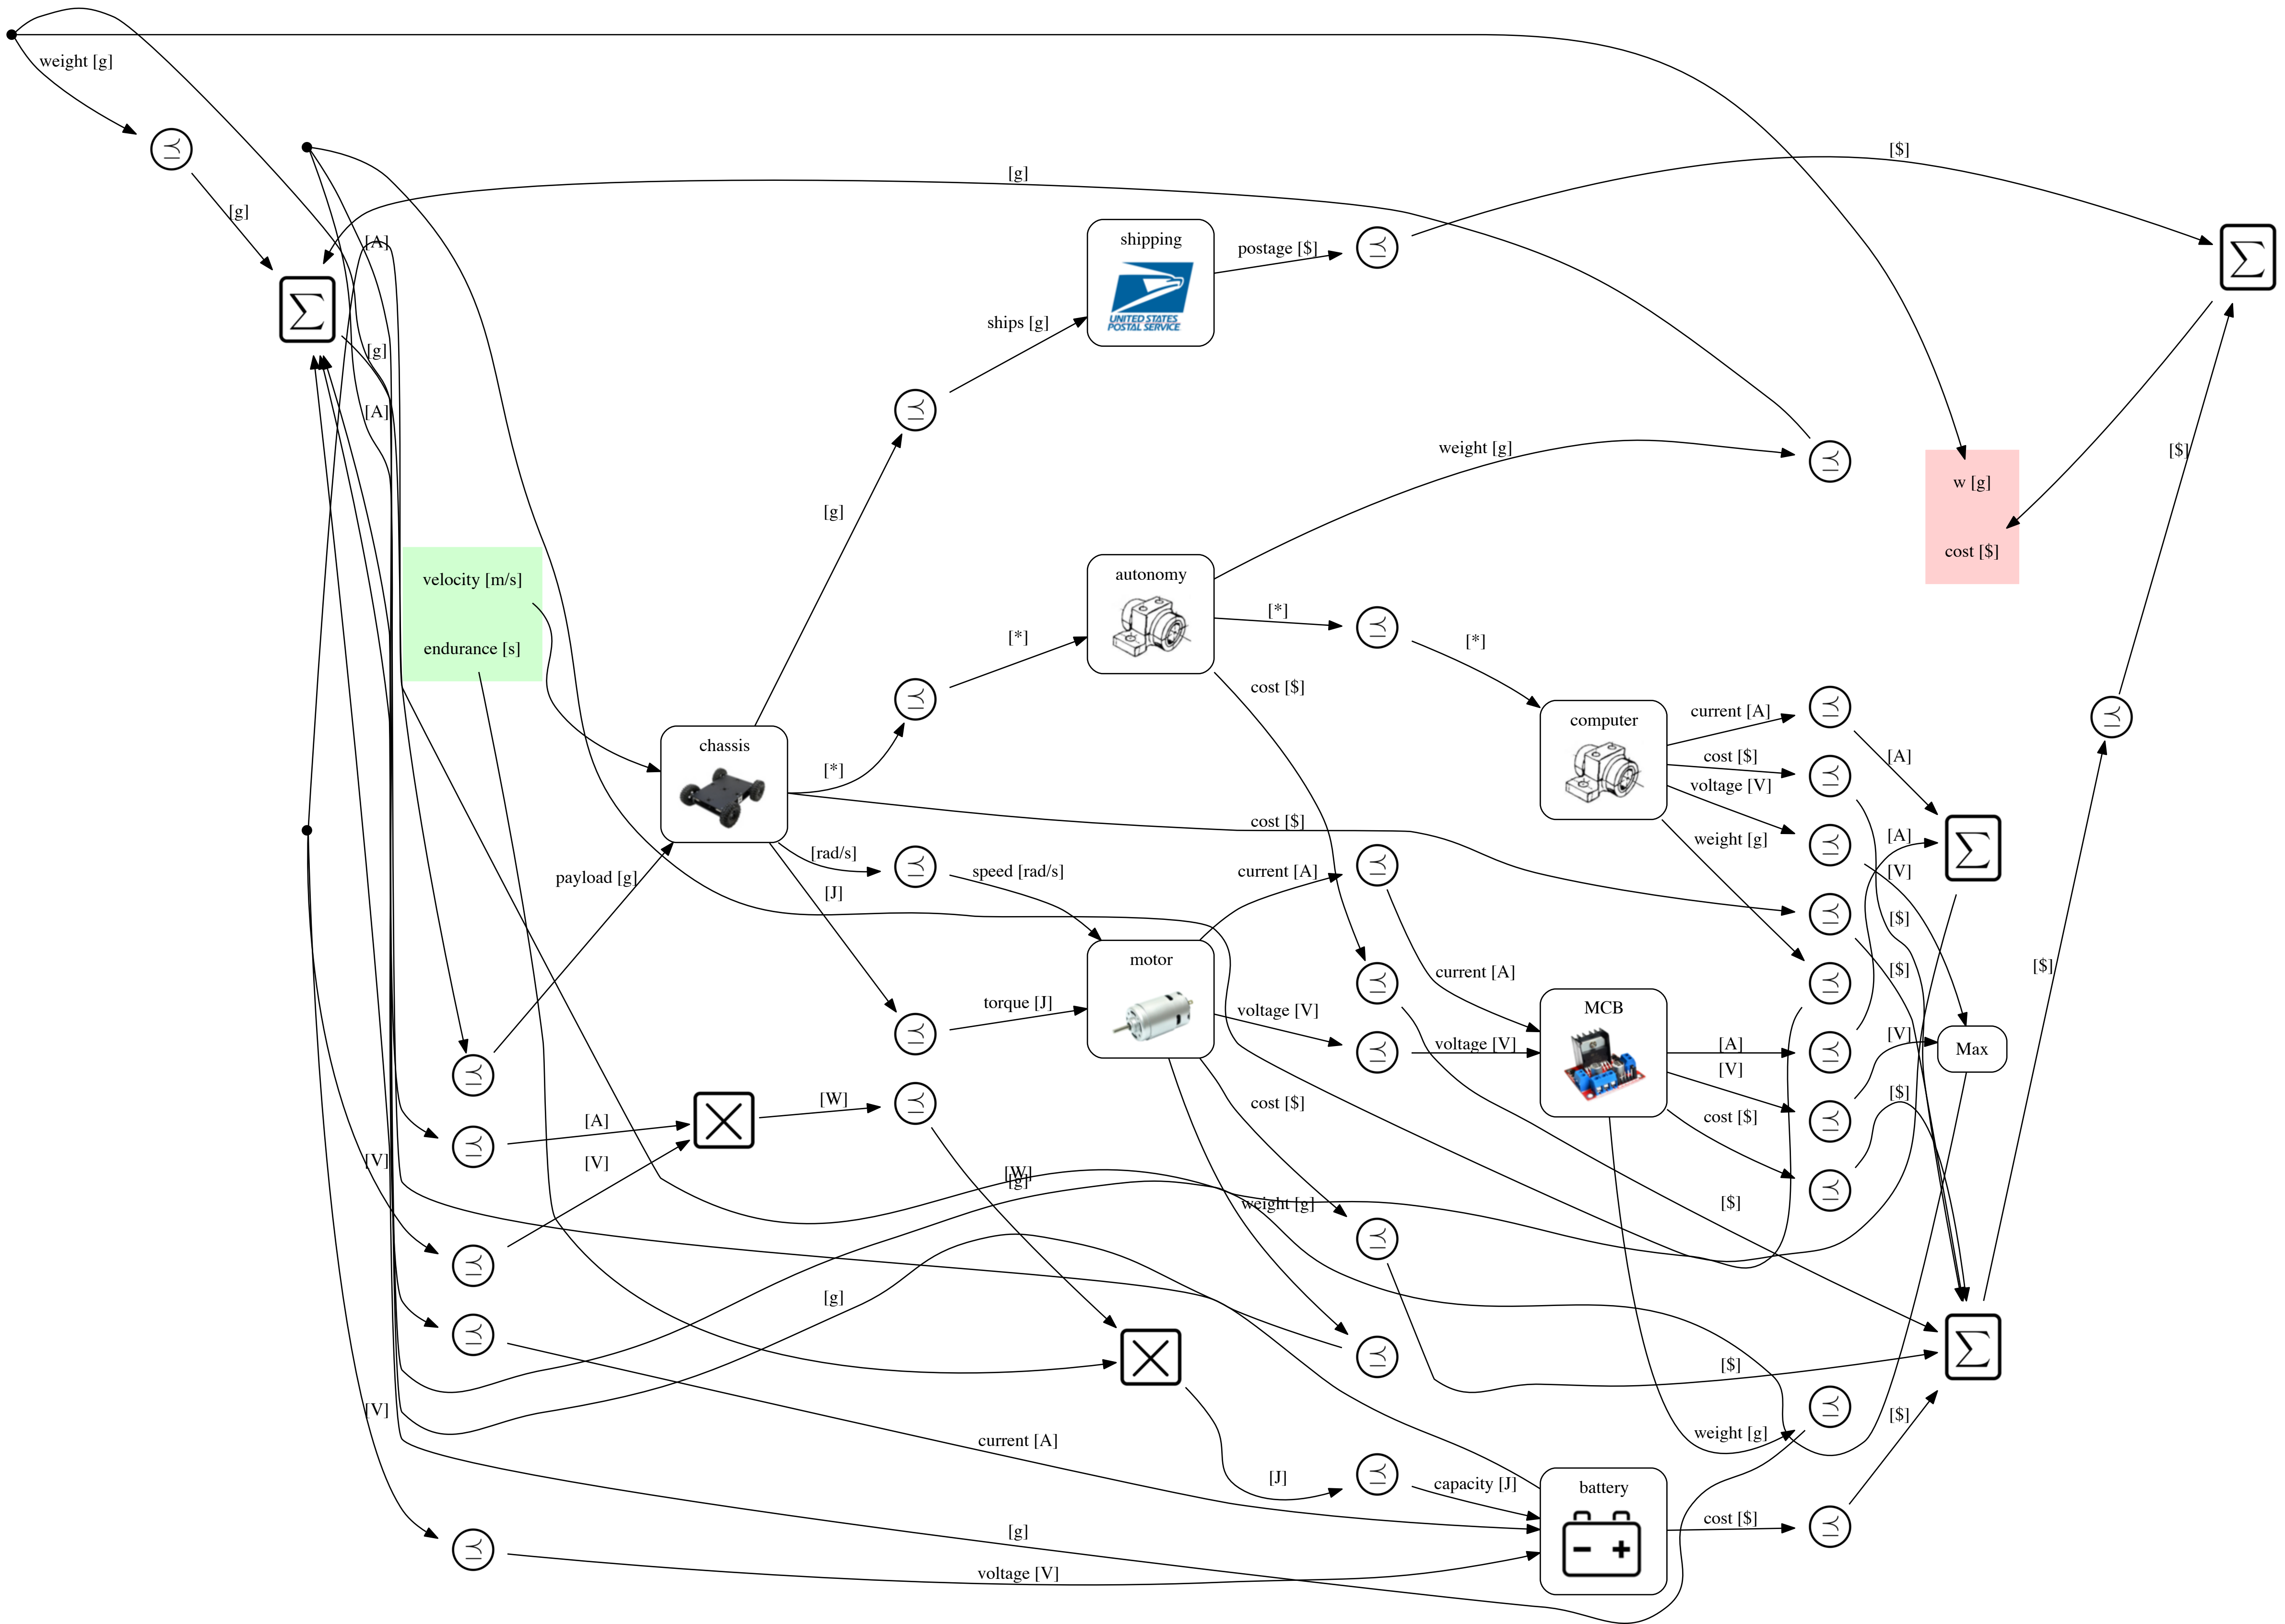 weight [g]
[g]
[g]
[$]
[A]
shipping
UNITED STATES
POSTAL SERVICE
postage [$]
Σ
Σ
ships [g]
[g]
[A]
weight [g]
[$]
w [g]
cost [$]
[g]
velocity [m/s]
endurance [s]
autonomy
[*]
[*]
[*]
cost [$]
computer
current [A]
cost [$]
voltage [V]
weight [g]
[A]
chassis
[*]
cost [$]
[rad/s]
[J]
payload [g]
speed [rad/s]
current [A]
[A]
[V]
[$]
Σ
motor
torque [J]
voltage [V]
current [A]
voltage [V]
MCB
[A]
[V]
cost [$]
[$]
[V]
[$]
Max
[$]
[A]
[V]
[W]
cost [$]
[V]
[W]
[g]
weight [g]
[$]
[g]
[$]
Σ
[V]
current [A]
[J]
capacity [J]
weight [g]
[$]
battery
cost [$]
[g]
voltage [V]